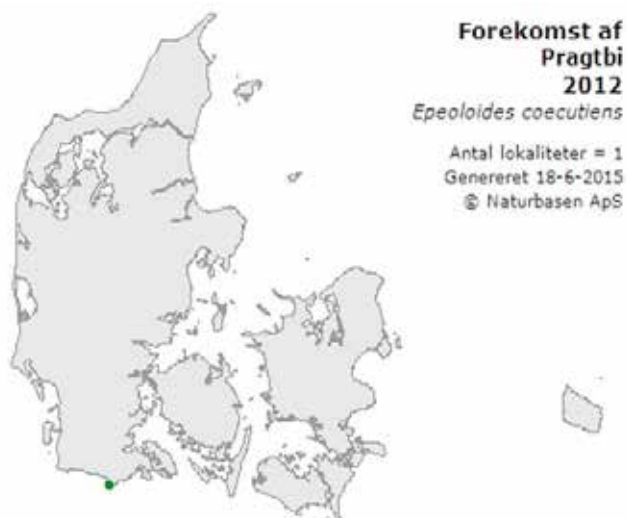 Forekomst af
Pragtbi
2012
Epeoloides coecutiens
Antal lokaliteter = 1
Genereret 18-6-2015
© Naturbasen ApS